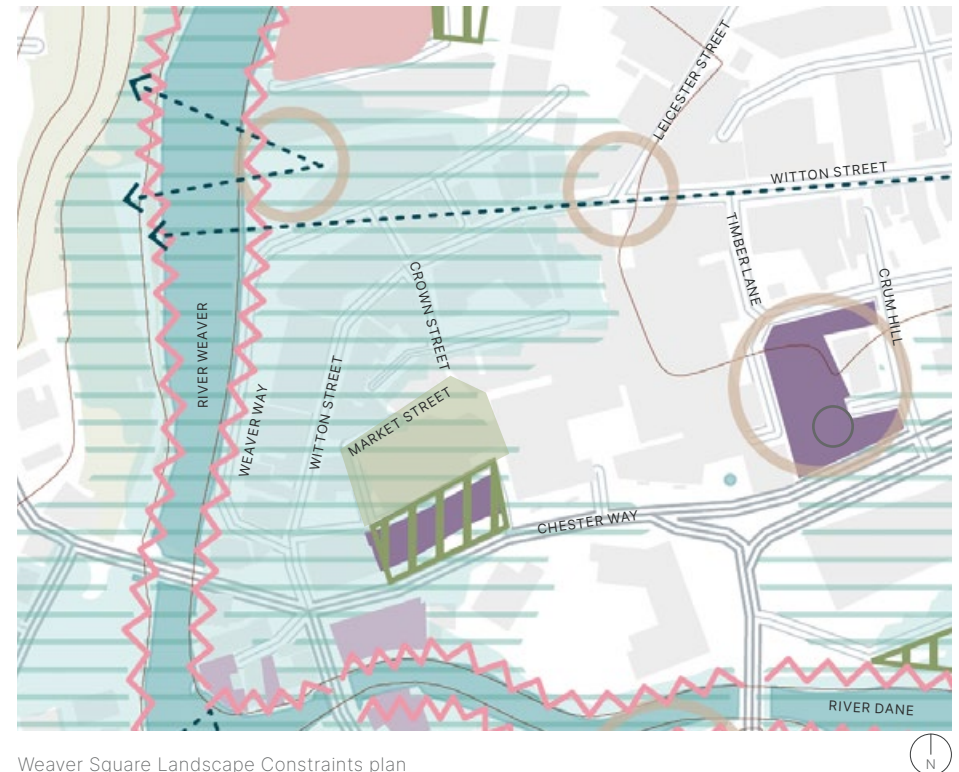 LEICESTER STREET
WITTON STREET
TIMBER LANE
CRUM HILL
CROWN STREET
RIVER WEAVER
WEAVER WAY
WITTON STREET
MARKET STREET
CHESTER WAY
RIVER DANE
Weaver Square Landscape Constraints plan
N